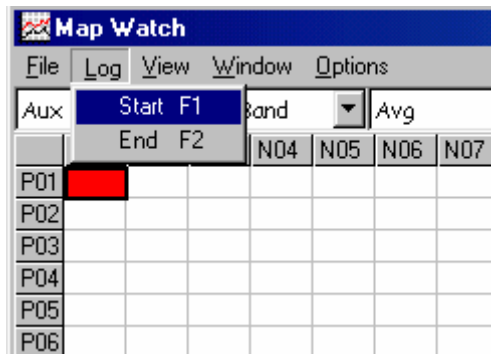 Map Watch
File Log View Window Options
Aux Band Avg
Start F1
End F2
N04 N05 N06 N07
P01
P02
P03
P04
P05
P06